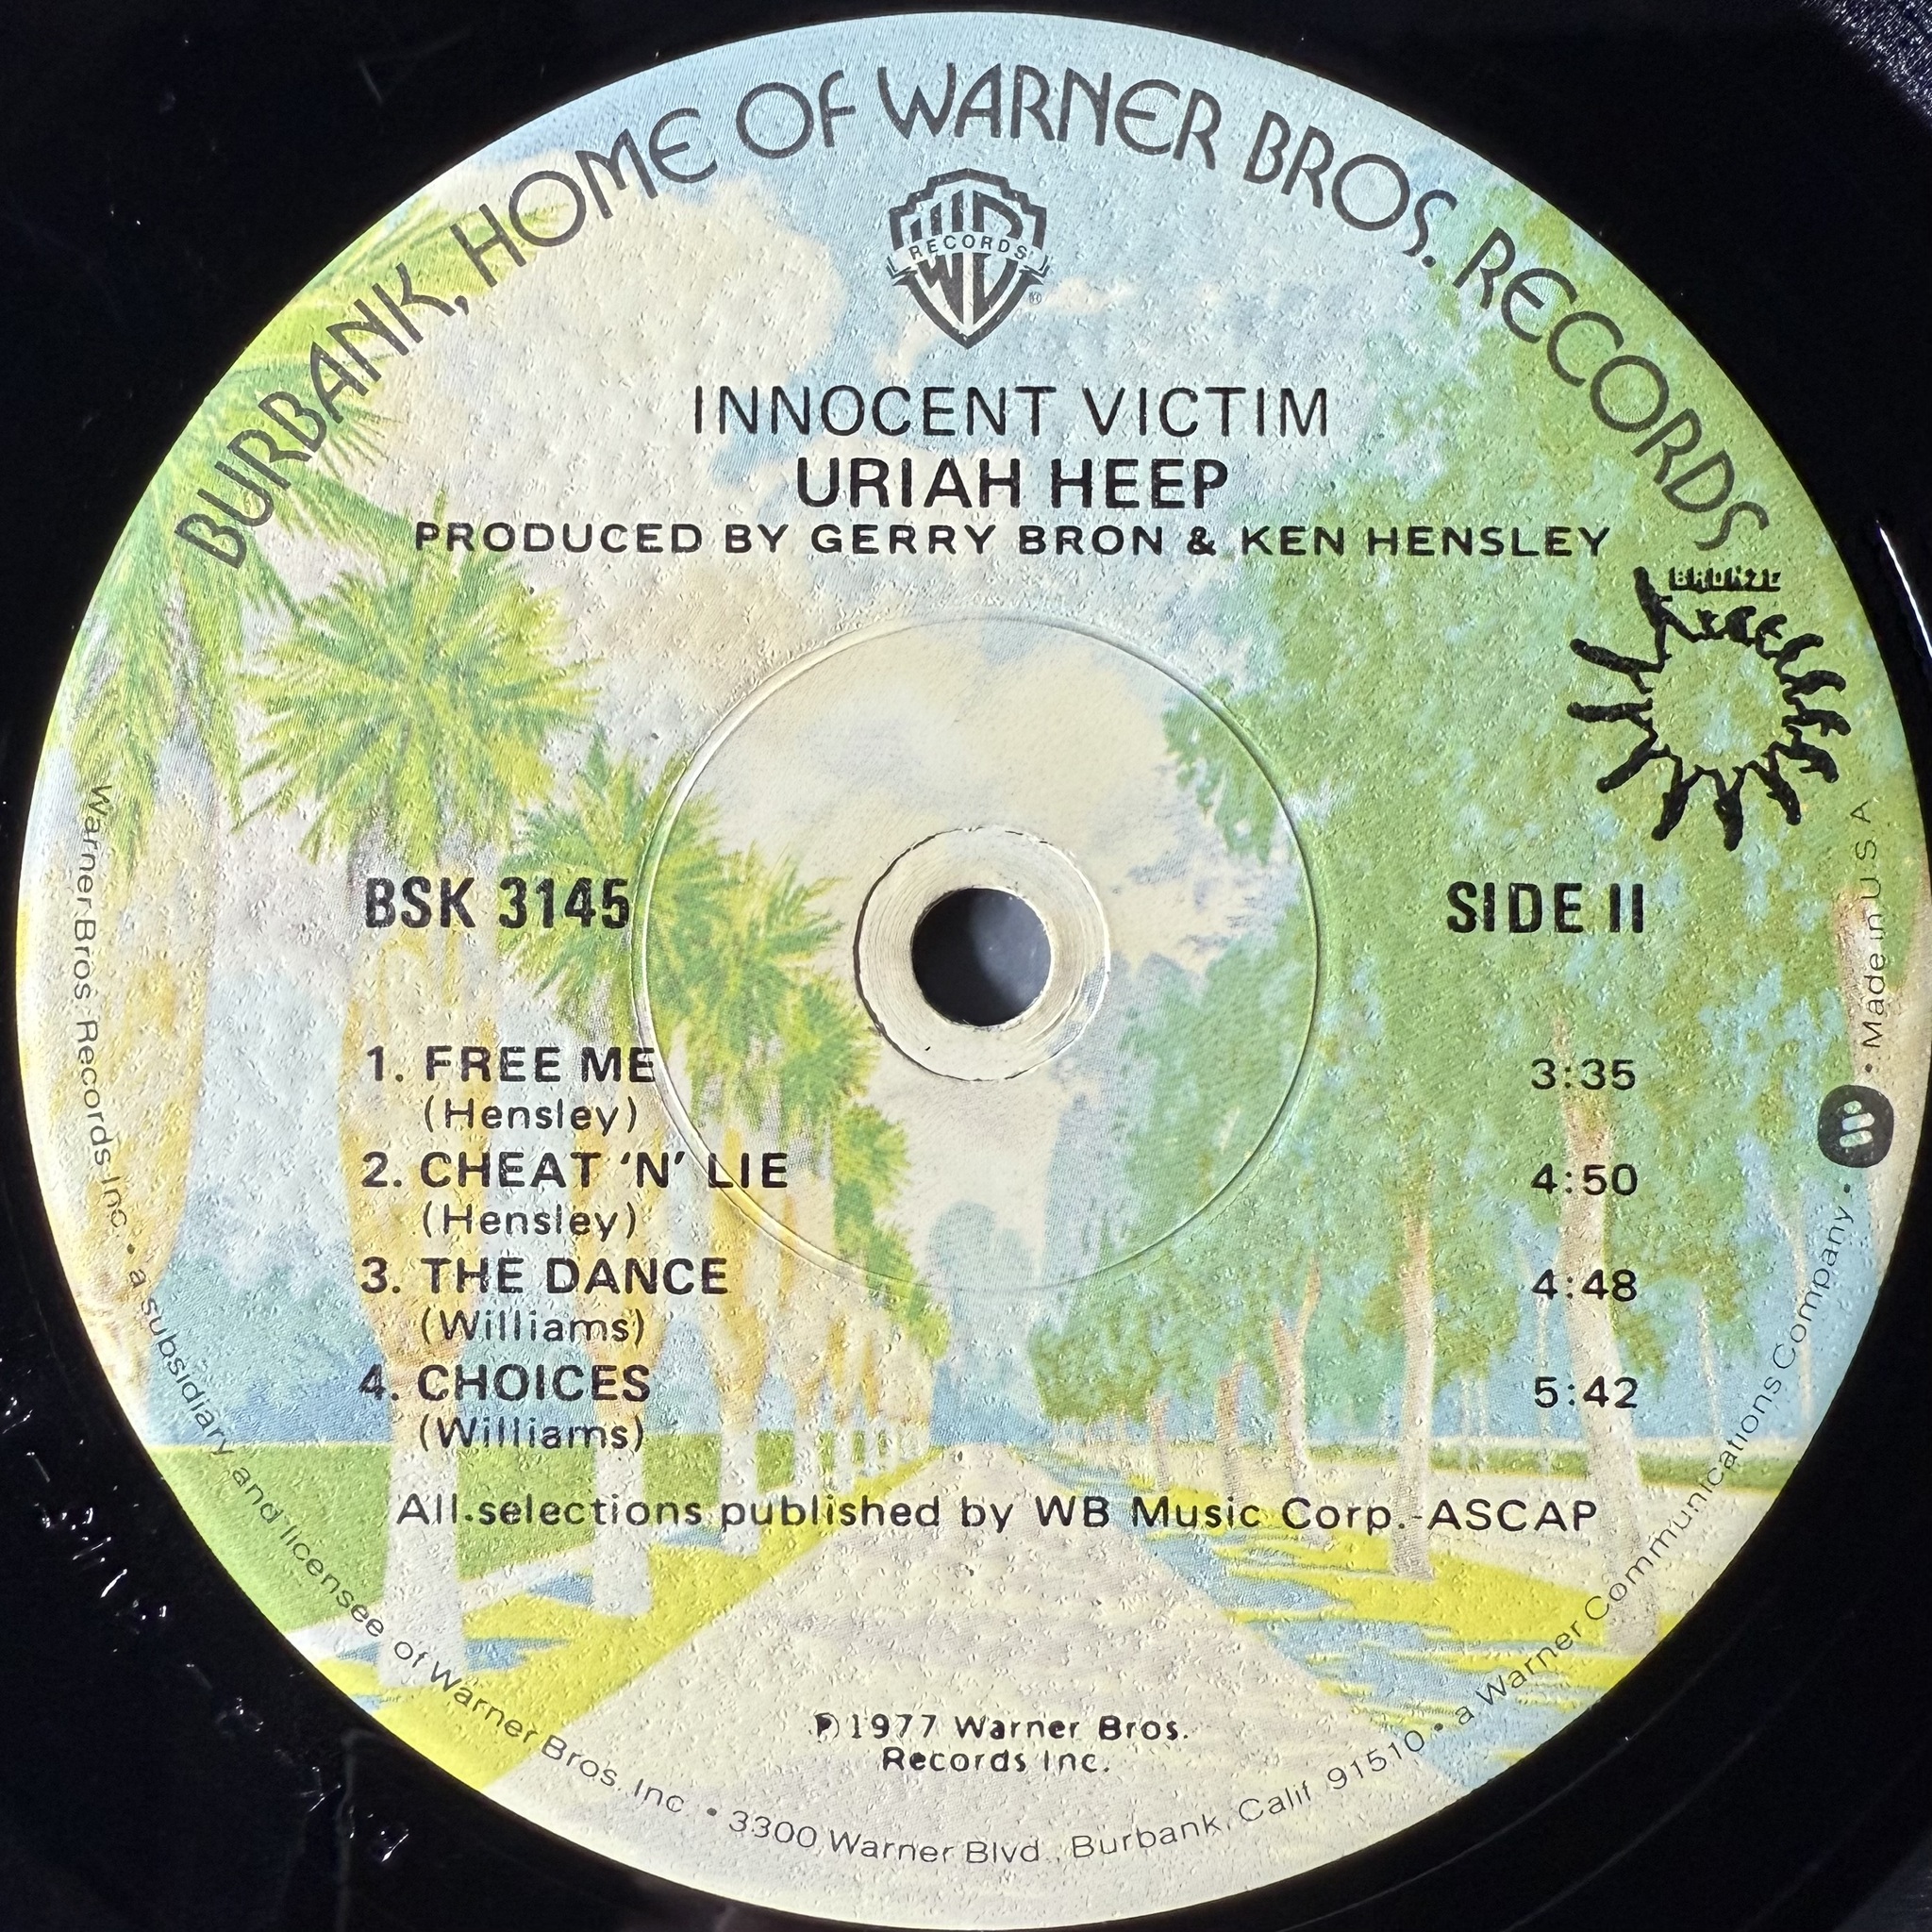 BURBANK, HOME OF WARNER BROS. RECORDS
WB
RECORDS
®
INNOCENT VICTIM
URIAH HEEP
PRODUCED BY GERRY BRON & KEN HENSLEY
BRONZE
BSK 3145
SIDE II
1. FREE ME 3:35
(Hensley)
2. CHEAT 'N' LIE 4:50
(Hensley)
3. THE DANCE 4:48
(Williams)
4. CHOICES 5:42
(Williams)
All selections published by WB Music Corp.-ASCAP
℗1977 Warner Bros.
Records Inc.
Warner Bros. Records Inc. • a subsidiary and licensee of Warner Bros. Inc. • 3300 Warner Blvd., Burbank, Calif. 91510 • a Warner Communications Company • W • Made in U.S.A.